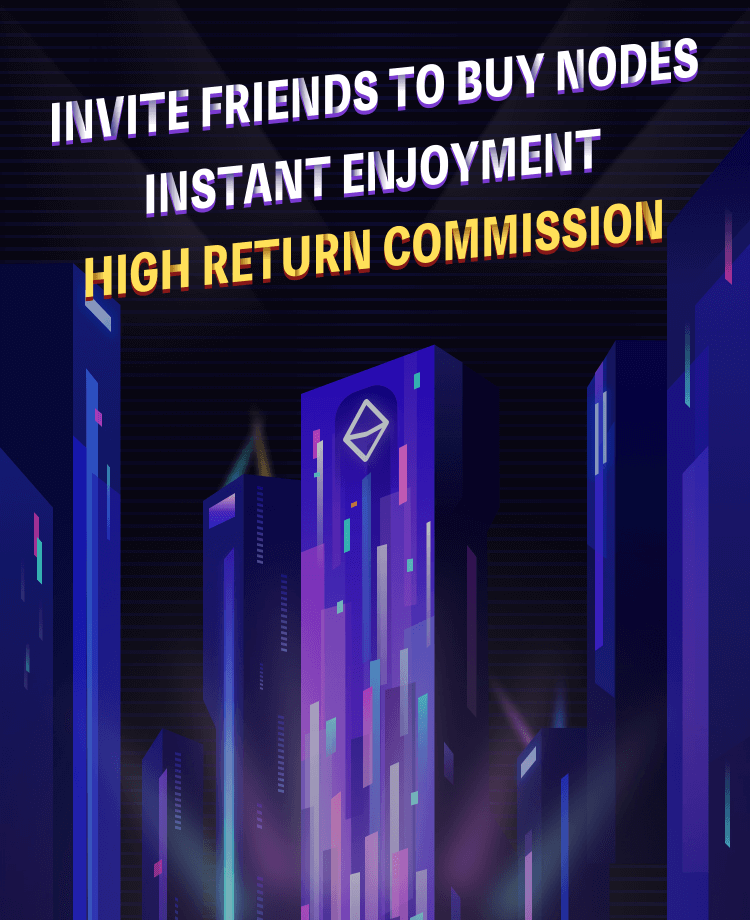 INVITE FRIENDS TO BUY NODES
INSTANT ENJOYMENT
HIGH RETURN COMMISSION